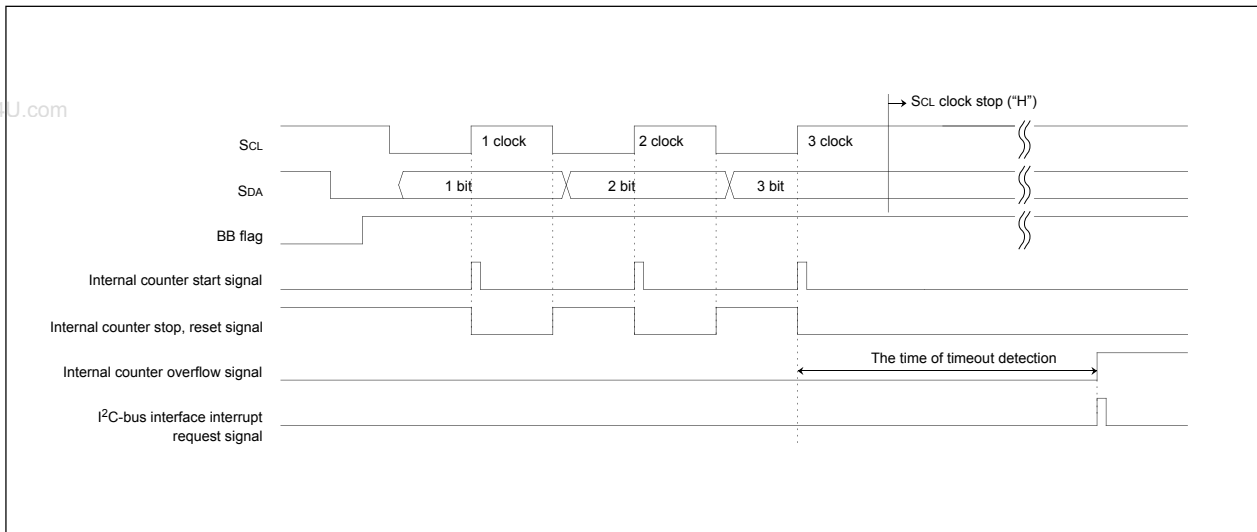 4U.com
SCL clock stop (“H”)
SCL
1 clock
2 clock
3 clock
SDA
1 bit
2 bit
3 bit
BB flag
Internal counter start signal
Internal counter stop, reset signal
The time of timeout detection
Internal counter overflow signal
I²C-bus interface interrupt
request signal